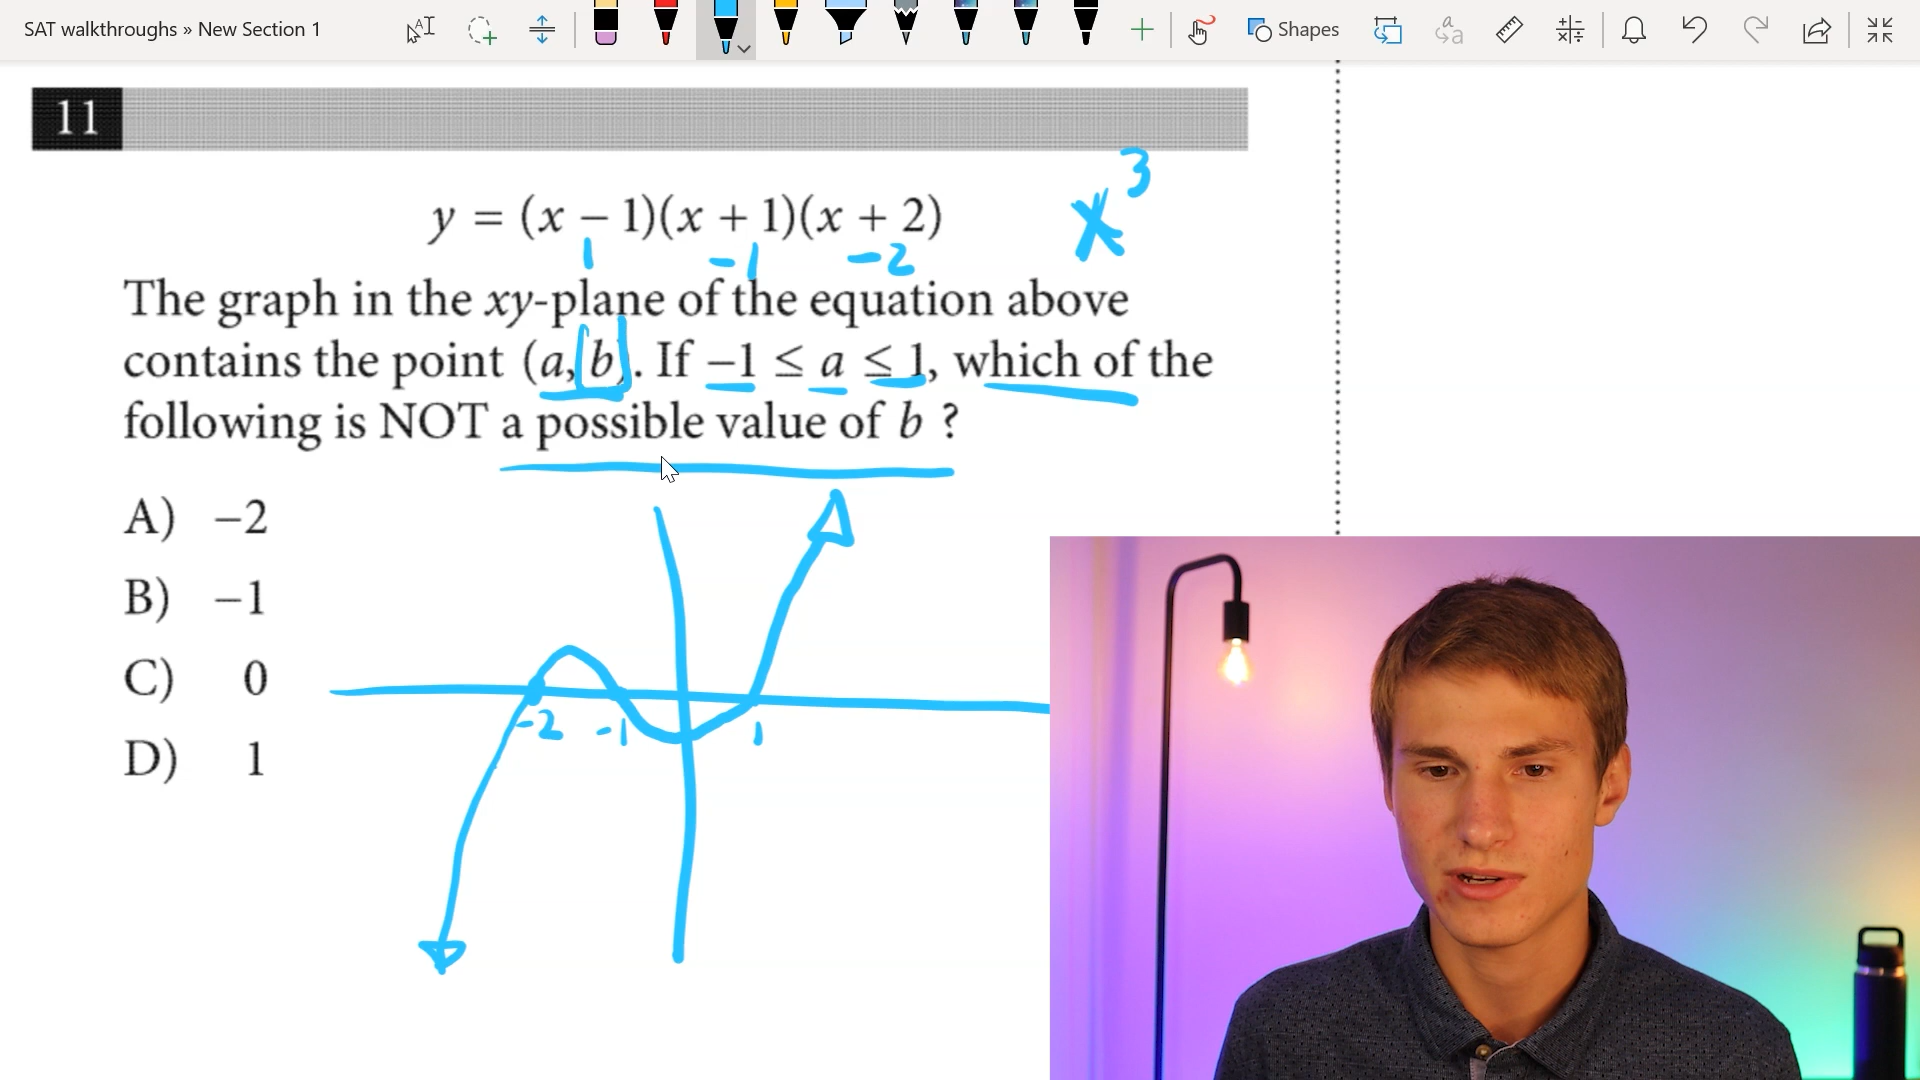 SAT walkthroughs » New Section 1
Shapes
11
x³
y = (x − 1)(x + 1)(x + 2)
1 -1 -2
The graph in the xy-plane of the equation above
contains the point (a, b). If −1 ≤ a ≤ 1, which of the
following is NOT a possible value of b ?
A) −2
B) −1
C) 0
D) 1
-2 -1 1